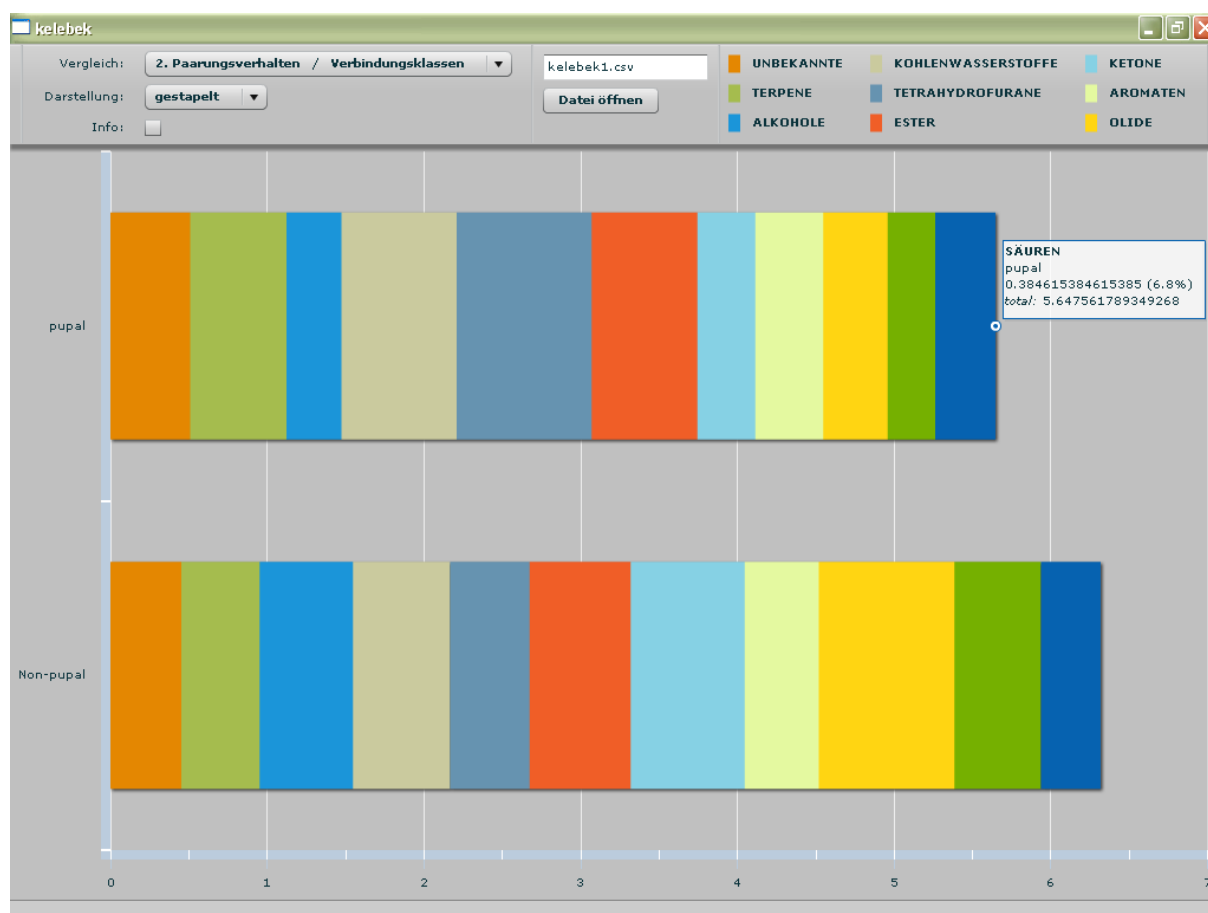 kelebek
Vergleich: 2. Paarungsverhalten / Verbindungsklassen
Darstellung: gestapelt
Info:
kelebek1.csv
Datei öffnen
UNBEKANNTE KOHLENWASSERSTOFFE KETONE
TERPENE TETRAHYDROFURANE AROMATEN
ALKOHOLE ESTER OLIDE
SÄUREN
pupal
0.384615384615385 (6.8%)
total: 5.647561789349268
pupal
Non-pupal
0 1 2 3 4 5 6 7